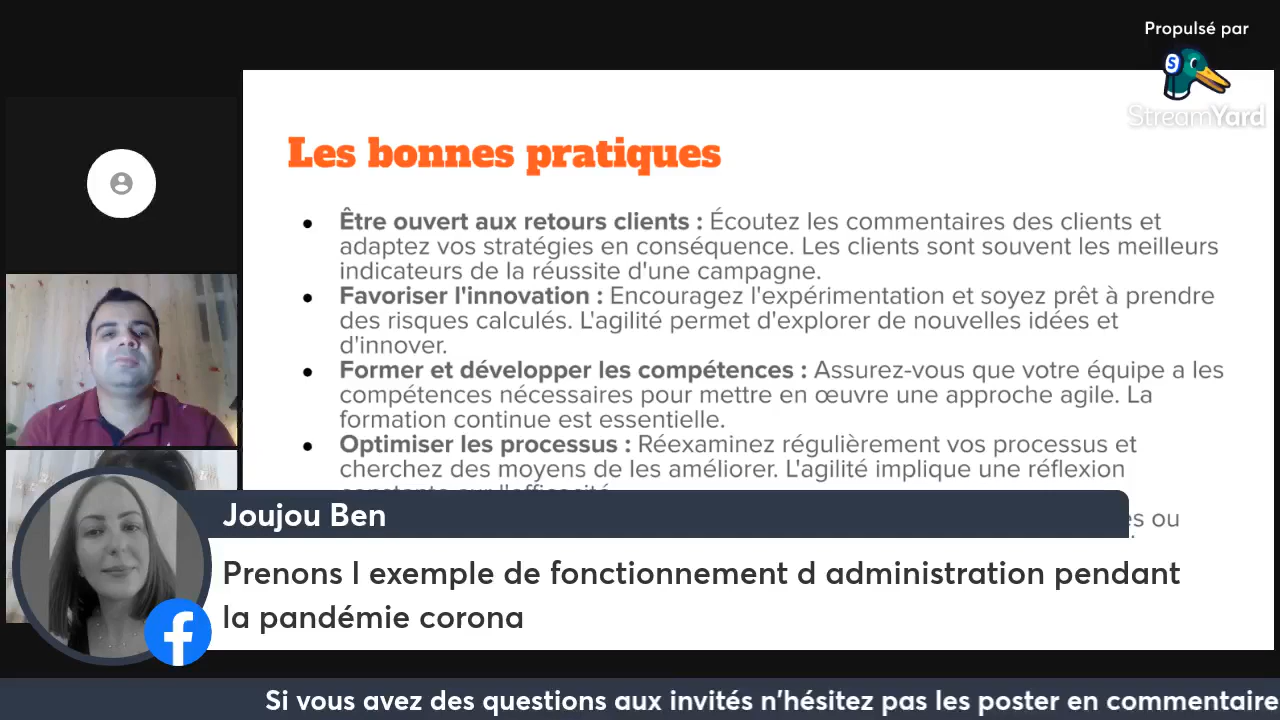 Propulsé par
StreamYard
Les bonnes pratiques
● Être ouvert aux retours clients : Écoutez les commentaires des clients et
adaptez vos stratégies en conséquence. Les clients sont souvent les meilleurs
indicateurs de la réussite d'une campagne.
● Favoriser l'innovation : Encouragez l'expérimentation et soyez prêt à prendre
des risques calculés. L'agilité permet d'explorer de nouvelles idées et
d'innover.
● Former et développer les compétences : Assurez-vous que votre équipe a les
compétences nécessaires pour mettre en œuvre une approche agile. La
formation continue est essentielle.
● Optimiser les processus : Réexaminez régulièrement vos processus et
cherchez des moyens de les améliorer. L'agilité implique une réflexion
ou
Joujou Ben
Prenons l exemple de fonctionnement d administration pendant
la pandémie corona
Si vous avez des questions aux invités n'hésitez pas les poster en commentaire